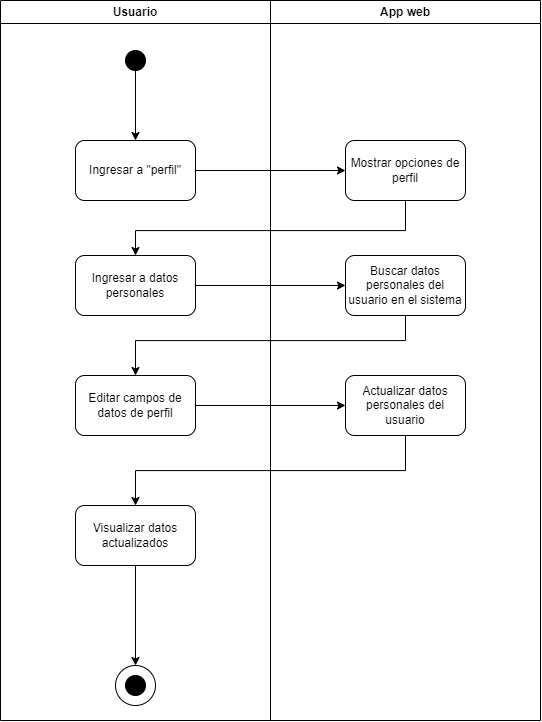 Usuario
App web
Ingresar a "perfil"
Mostrar opciones de
perfil
Ingresar a datos
personales
Buscar datos
personales del
usuario en el sistema
Editar campos de
datos de perfil
Actualizar datos
personales del
usuario
Visualizar datos
actualizados